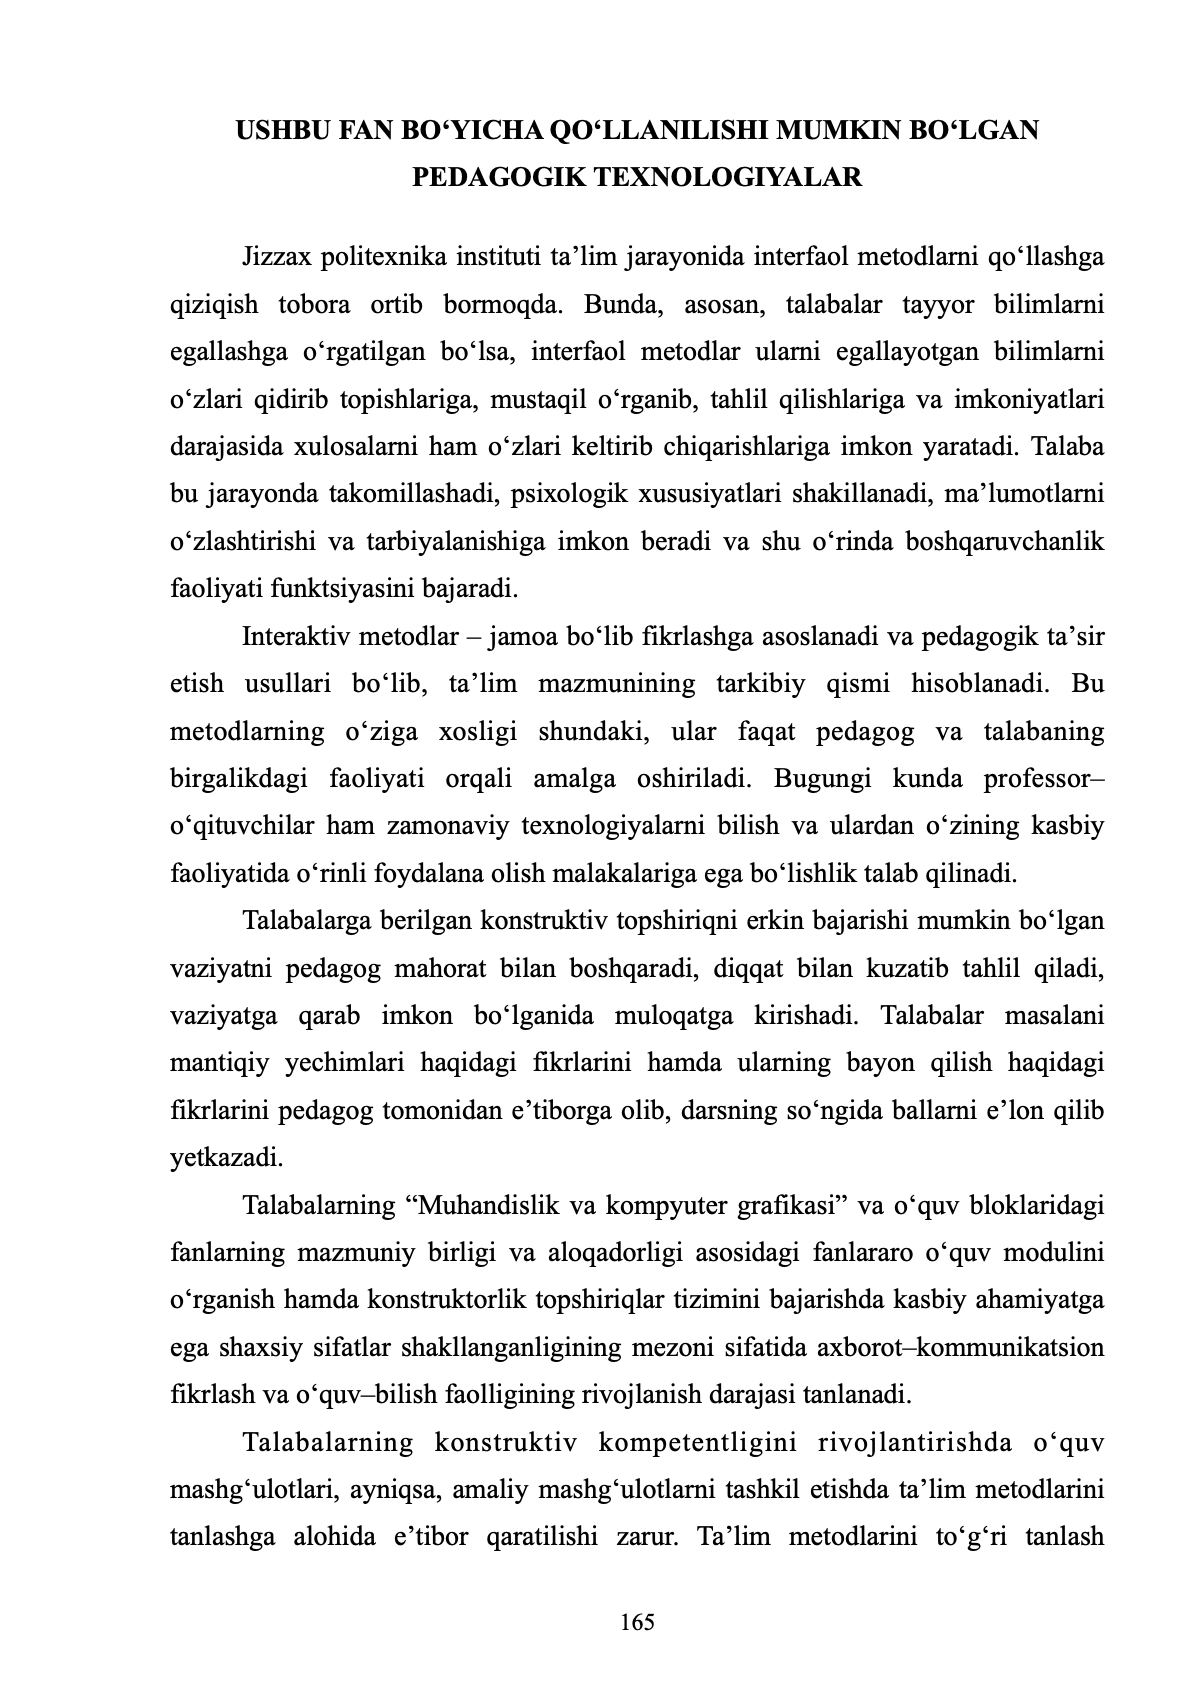 USHBU FAN BO‘YICHA QO‘LLANILISHI MUMKIN BO‘LGAN
PEDAGOGIK TEXNOLOGIYALAR
Jizzax politexnika instituti ta’lim jarayonida interfaol metodlarni qo‘llashga
qiziqish tobora ortib bormoqda. Bunda, asosan, talabalar tayyor bilimlarni
egallashga o‘rgatilgan bo‘lsa, interfaol metodlar ularni egallayotgan bilimlarni
o‘zlari qidirib topishlariga, mustaqil o‘rganib, tahlil qilishlariga va imkoniyatlari
darajasida xulosalarni ham o‘zlari keltirib chiqarishlariga imkon yaratadi. Talaba
bu jarayonda takomillashadi, psixologik xususiyatlari shakillanadi, ma’lumotlarni
o‘zlashtirishi va tarbiyalanishiga imkon beradi va shu o‘rinda boshqaruvchanlik
faoliyati funktsiyasini bajaradi.
Interaktiv metodlar – jamoa bo‘lib fikrlashga asoslanadi va pedagogik ta’sir
etish usullari bo‘lib, ta’lim mazmunining tarkibiy qismi hisoblanadi. Bu
metodlarning o‘ziga xosligi shundaki, ular faqat pedagog va talabaning
birgalikdagi faoliyati orqali amalga oshiriladi. Bugungi kunda professor–
o‘qituvchilar ham zamonaviy texnologiyalarni bilish va ulardan o‘zining kasbiy
faoliyatida o‘rinli foydalana olish malakalariga ega bo‘lishlik talab qilinadi.
Talabalarga berilgan konstruktiv topshiriqni erkin bajarishi mumkin bo‘lgan
vaziyatni pedagog mahorat bilan boshqaradi, diqqat bilan kuzatib tahlil qiladi,
vaziyatga qarab imkon bo‘lganida muloqatga kirishadi. Talabalar masalani
mantiqiy yechimlari haqidagi fikrlarini hamda ularning bayon qilish haqidagi
fikrlarini pedagog tomonidan e’tiborga olib, darsning so‘ngida ballarni e’lon qilib
yetkazadi.
Talabalarning “Muhandislik va kompyuter grafikasi” va o‘quv bloklaridagi
fanlarning mazmuniy birligi va aloqadorligi asosidagi fanlararo o‘quv modulini
o‘rganish hamda konstruktorlik topshiriqlar tizimini bajarishda kasbiy ahamiyatga
ega shaxsiy sifatlar shakllanganligining mezoni sifatida axborot–kommunikatsion
fikrlash va o‘quv–bilish faolligining rivojlanish darajasi tanlanadi.
Talabalarning konstruktiv kompetentligini rivojlantirishda o‘quv
mashg‘ulotlari, ayniqsa, amaliy mashg‘ulotlarni tashkil etishda ta’lim metodlarini
tanlashga alohida e’tibor qaratilishi zarur. Ta’lim metodlarini to‘g‘ri tanlash
165